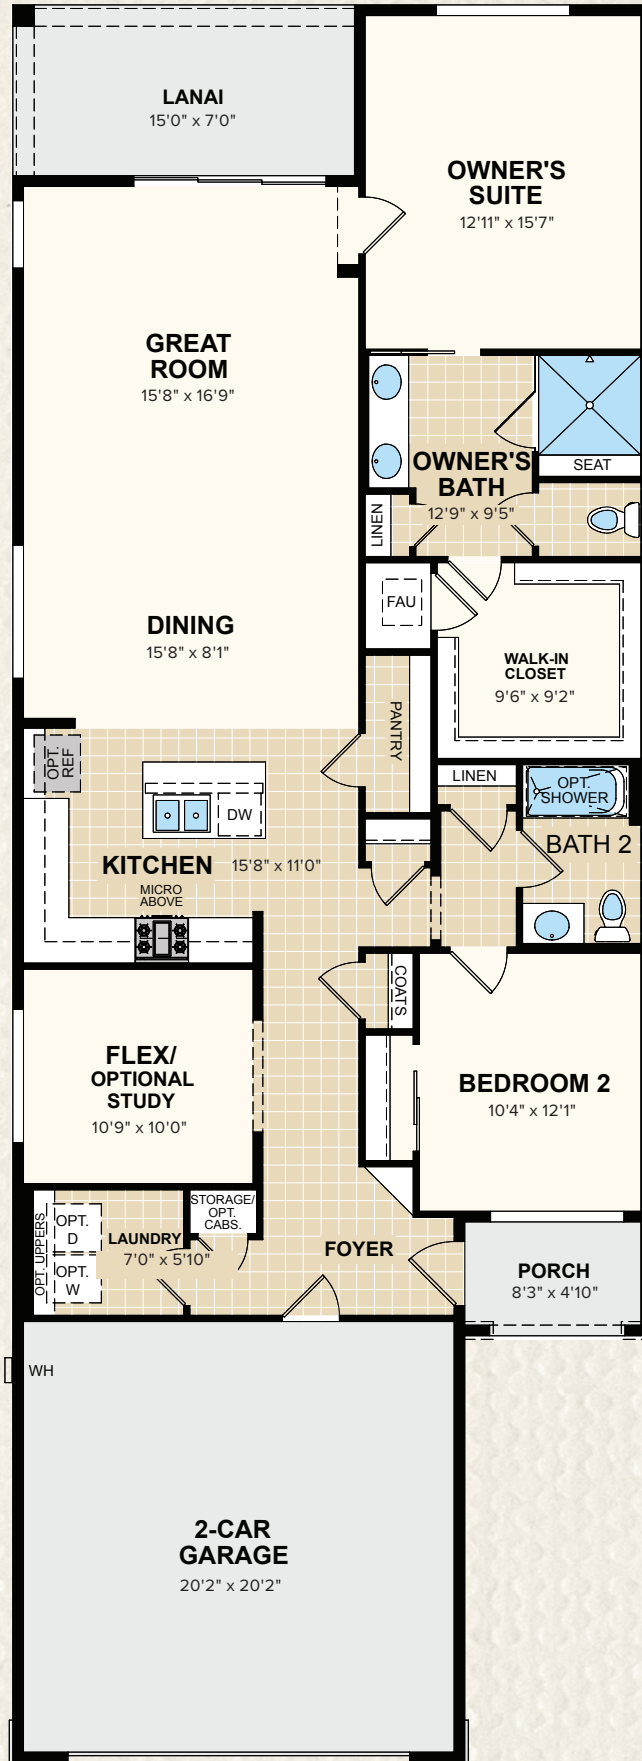 LANAI
15'0" x 7'0"
OWNER'S
SUITE
12'11" x 15'7"
GREAT
ROOM
15'8" x 16'9"
SEAT
OWNER'S
BATH
12'9" x 9'5"
LINEN
FAU
DINING
15'8" x 8'1"
WALK-IN
CLOSET
9'6" x 9'2"
PANTRY
OPT.
REF
LINEN
OPT.
SHOWER
DW
BATH 2
KITCHEN 15'8" x 11'0"
MICRO
ABOVE
COATS
FLEX/
OPTIONAL
STUDY
10'9" x 10'0"
BEDROOM 2
10'4" x 12'1"
STORAGE/
OPT.
CABS.
OPT. UPPERS
OPT.
D
LAUNDRY
7'0" x 5'10"
OPT.
W
FOYER
PORCH
8'3" x 4'10"
WH
2-CAR
GARAGE
20'2" x 20'2"